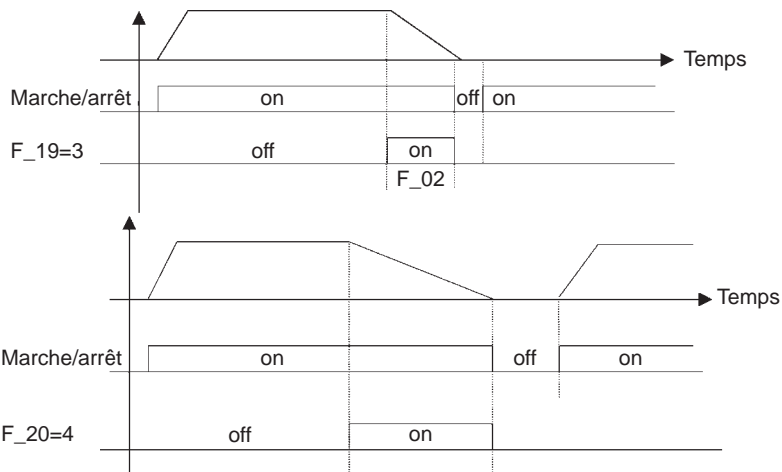 Temps
Marche/arrêt on off on
F_19=3 off on
F_02
Temps
Marche/arrêt on off on
F_20=4 off on